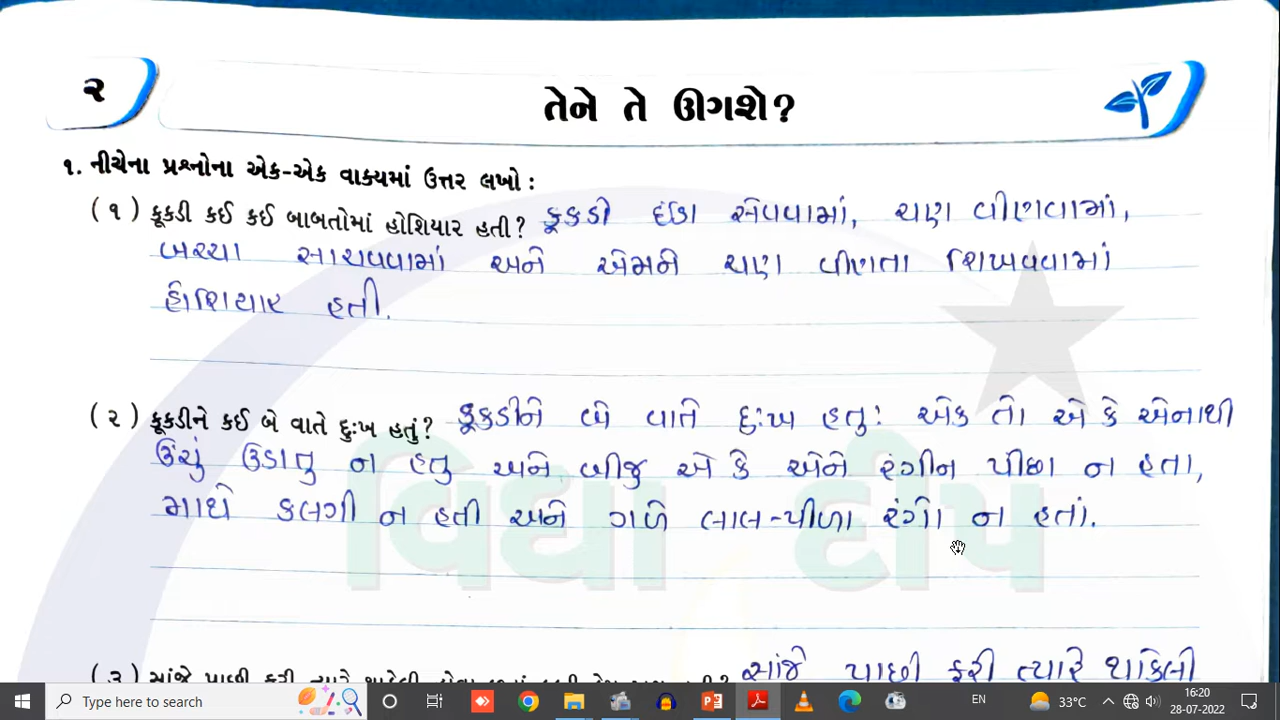 ૨
તેને તે ઊગશે?
૧. નીચેના પ્રશ્નોના એક-એક વાક્યમાં ઉત્તર લખો :
(૧) કૂકડી કઈ કઈ બાબતોમાં હોશિયાર હતી? કૂકડી ઈંડા સેવવામાં, ચણ વીણવામાં,
બચ્ચા સાચવવામાં અને એમને ચણ વીણતા શિખવવામાં
હોશિયાર હતી.
(૨) કૂકડીને કઈ બે વાતે દુઃખ હતું? કૂકડીને બે વાતે દુઃખ હતુઃ એક તો એ કે એનાથી
ઉંચું ઉડાતુ ન હતુ અને બીજુ એ કે એને રંગીન પીંછા ન હતા,
માથે કલગી ન હતી અને ગળે લાલ-પીળા રંગો ન હતાં.
વિદ્યા દીપ
(૩) સાંજે પાછી ફરી ત્યારે સાંજે પાછી ફરી ત્યારે થાકેલી
Type here to search
EN
33°C
16:20
28-07-2022